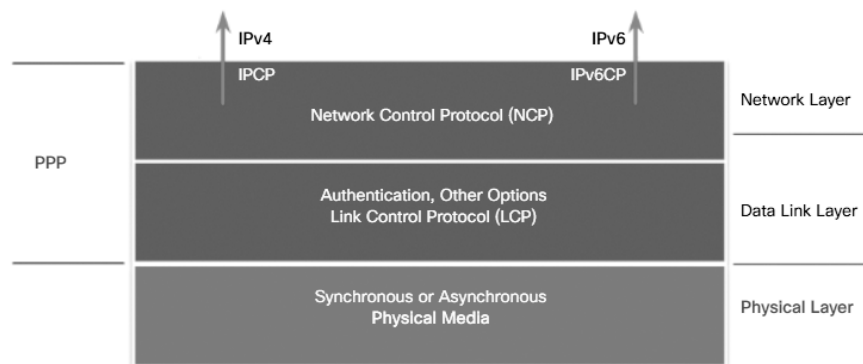 IPv4
IPv6
IPCP
IPv6CP
Network Control Protocol (NCP)
Network Layer
PPP
Authentication, Other Options
Link Control Protocol (LCP)
Data Link Layer
Synchronous or Asynchronous
Physical Media
Physical Layer